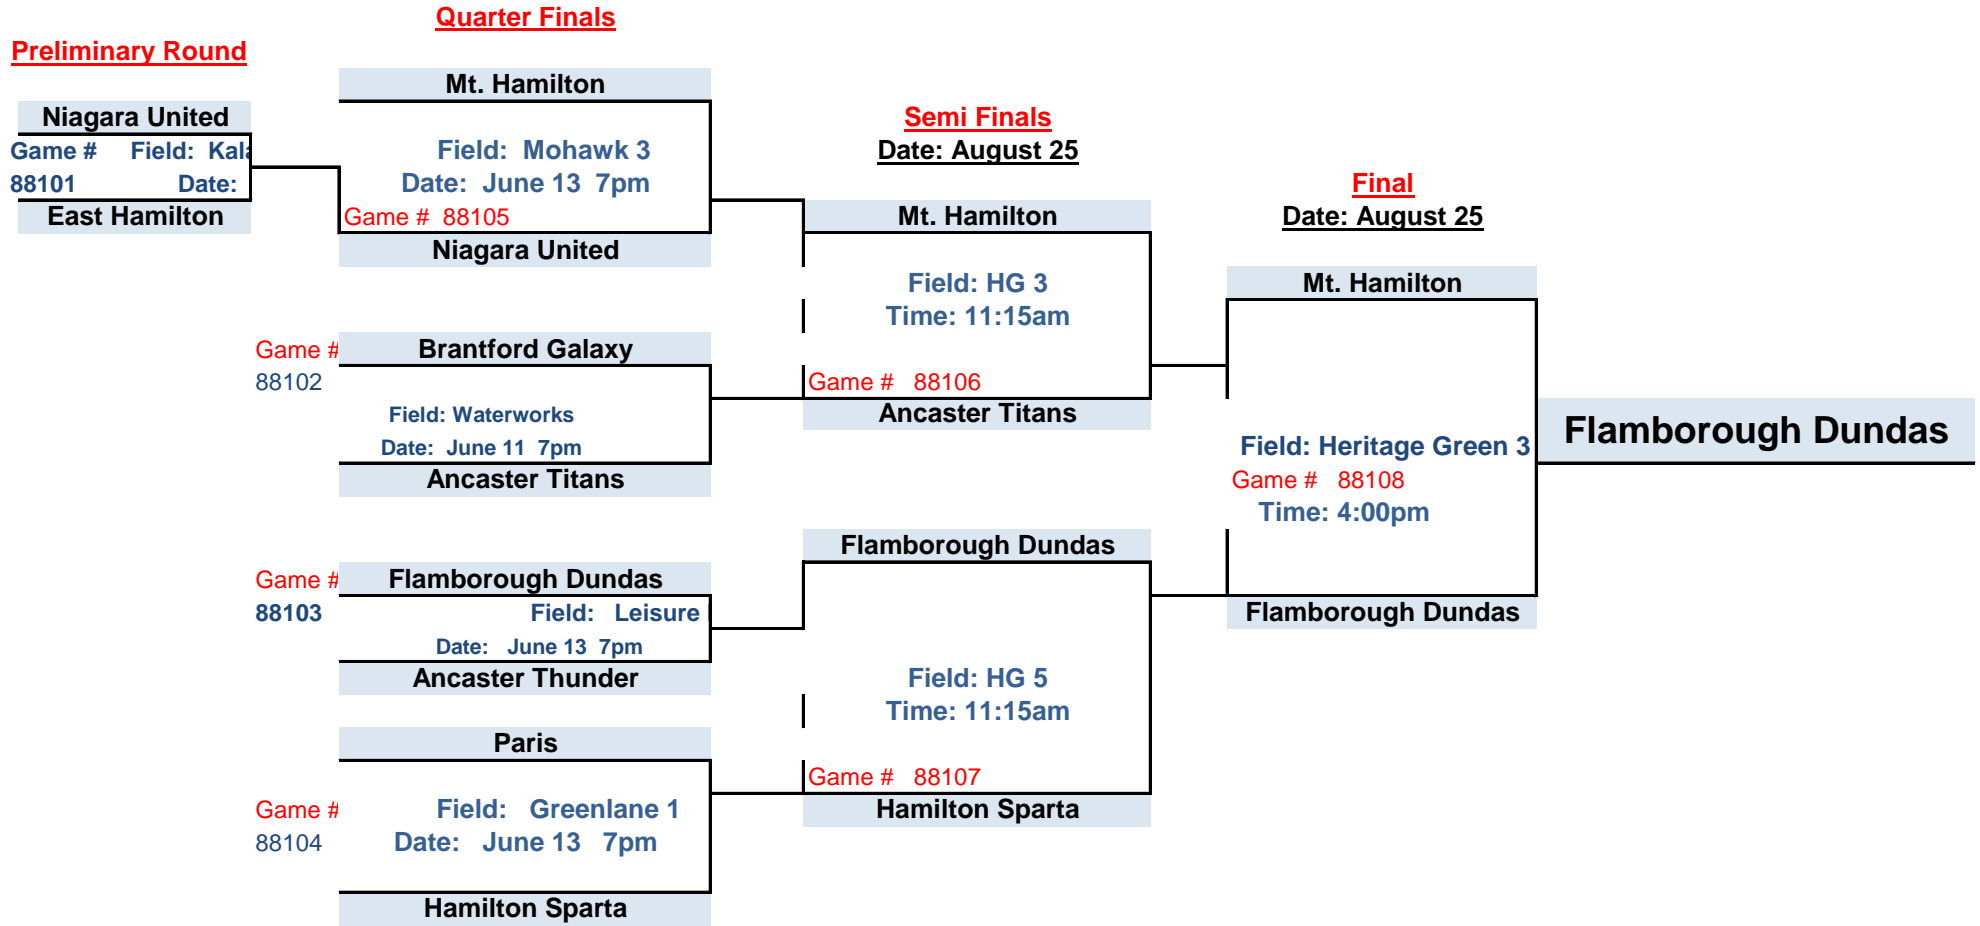 Quarter Finals
Preliminary Round
Mt. Hamilton
Niagara United
Game # Field: Kala
88101 Date:
East Hamilton
Field: Mohawk 3
Date: June 13 7pm
Game # 88105
Niagara United
Game #
88102
Brantford Galaxy
Field: Waterworks
Date: June 11 7pm
Ancaster Titans
Game #
88103
Flamborough Dundas
Field: Leisure
Date: June 13 7pm
Ancaster Thunder
Paris
Game #
88104
Field: Greenlane 1
Date: June 13 7pm
Hamilton Sparta
Semi Finals
Date: August 25
Mt. Hamilton
Field: HG 3
Time: 11:15am
Game # 88106
Ancaster Titans
Flamborough Dundas
Field: HG 5
Time: 11:15am
Game # 88107
Hamilton Sparta
Final
Date: August 25
Mt. Hamilton
Field: Heritage Green 3
Game # 88108
Time: 4:00pm
Flamborough Dundas
Flamborough Dundas